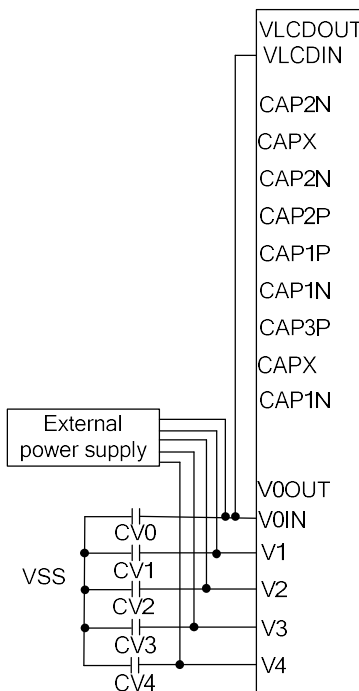 VLCDOUT
VLCDIN
CAP2N
CAPX
CAP2N
CAP2P
CAP1P
CAP1N
CAP3P
CAPX
CAP1N
External
power supply
V0OUT
V0IN
CV0
V1
CV1
VSS
V2
CV2
V3
CV3
V4
CV4